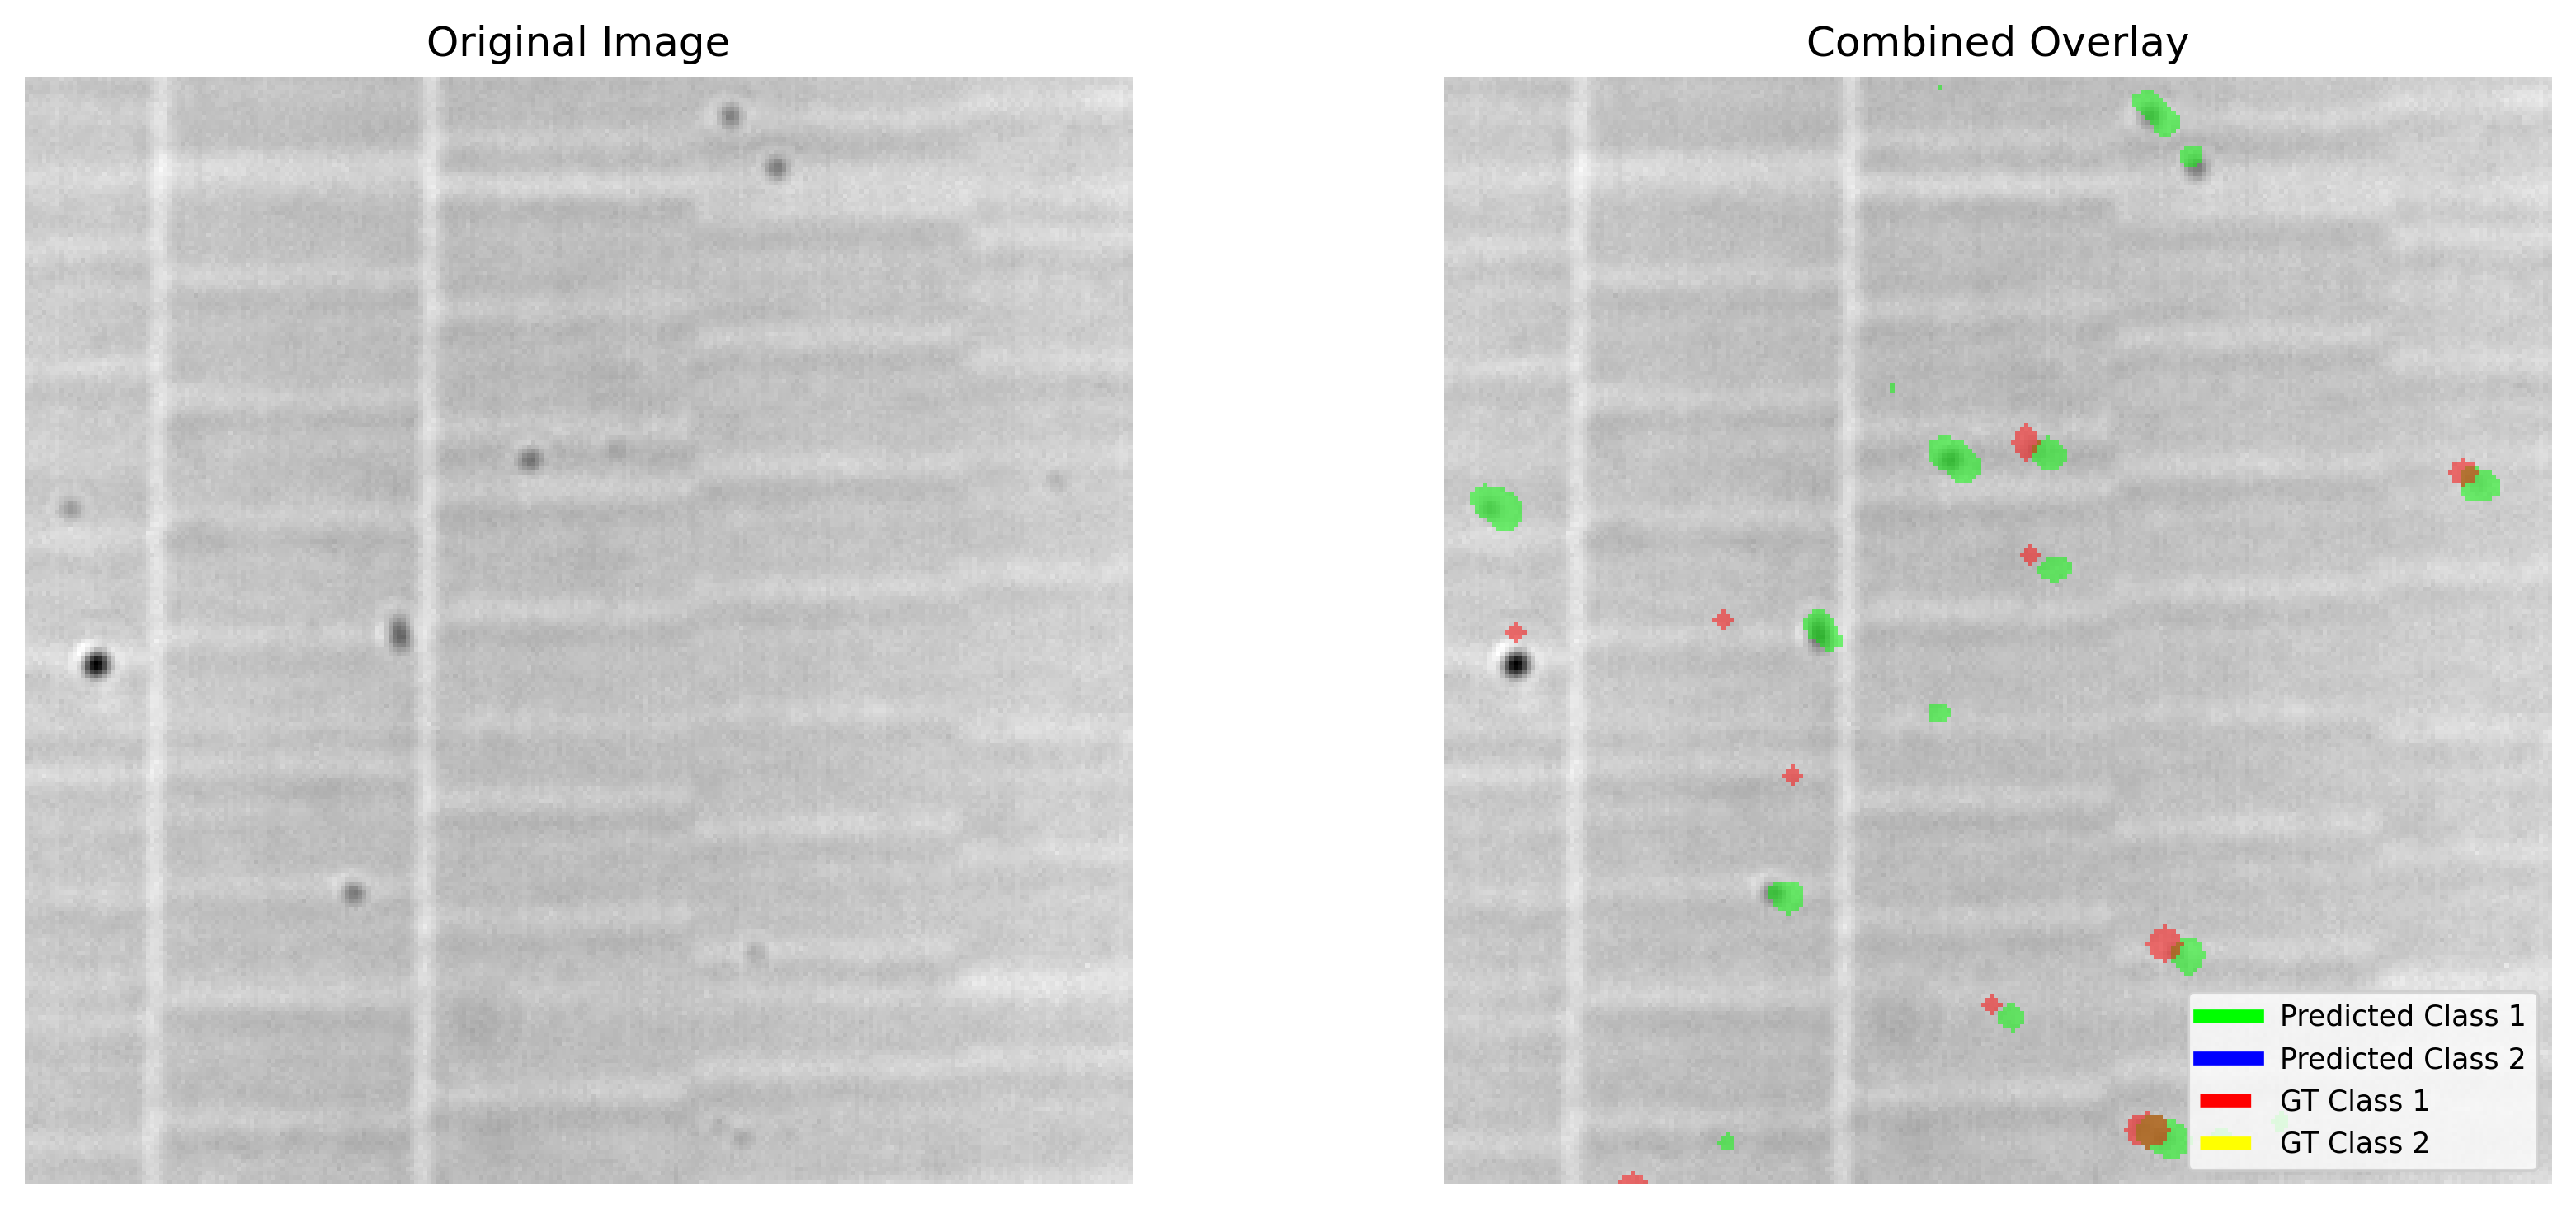 Original Image
Combined Overlay
Predicted Class 1
Predicted Class 2
GT Class 1
GT Class 2